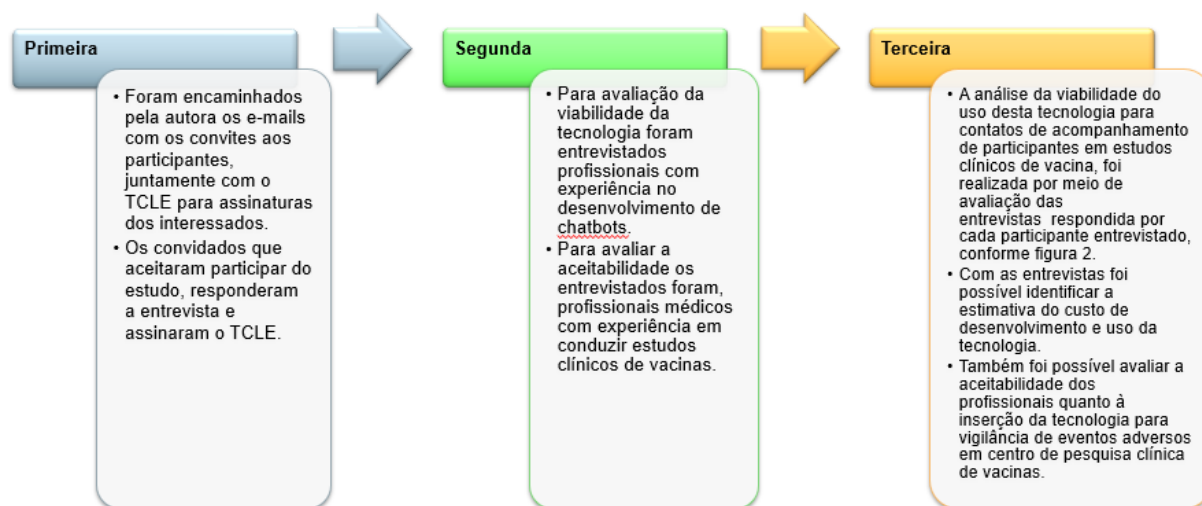 Primeira
• Foram encaminhados
pela autora os e-mails
com os convites aos
participantes,
juntamente com o
TCLE para assinaturas
dos interessados.
• Os convidados que
aceitaram participar do
estudo, responderam
a entrevista e
assinaram o TCLE.
Segunda
• Para avaliação da
viabilidade da
tecnologia foram
entrevistados
profissionais com
experiência no
desenvolvimento de
chatbots.
• Para avaliar a
aceitabilidade os
entrevistados foram,
profissionais médicos
com experiência em
conduzir estudos
clínicos de vacinas.
Terceira
• A análise da viabilidade do
uso desta tecnologia para
contatos de acompanhamento
de participantes em estudos
clínicos de vacina, foi
realizada por meio de
avaliação das
entrevistas respondida por
cada participante entrevistado,
conforme figura 2.
• Com as entrevistas foi
possível identificar a
estimativa do custo de
desenvolvimento e uso da
tecnologia.
• Também foi possível avaliar a
aceitabilidade dos
profissionais quanto à
inserção da tecnologia para
vigilância de eventos adversos
em centro de pesquisa clínica
de vacinas.